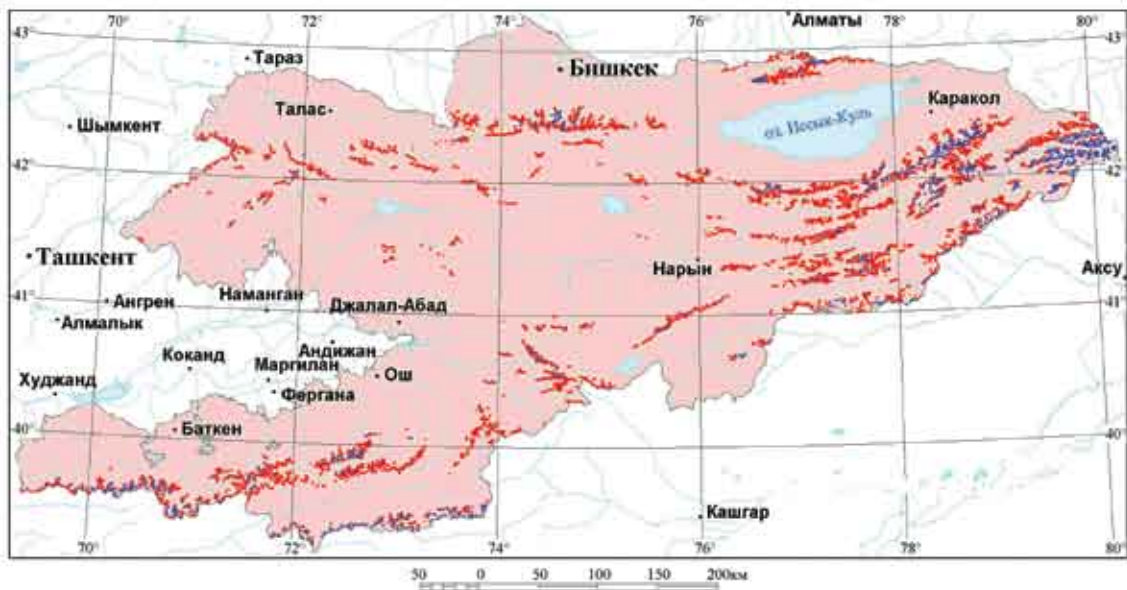 70°
72°
74°
76°
78°
80°
43°
43°
Алматы
Тараз
Бишкек
Талас
Каракол
Шымкент
оз. Иссык-Куль
42°
42°
Ташкент
Нарын
Аксу
41°
41°
Ангрен
Наманган
Джалал-Абад
Алмалык
Андижан
Коканд
Маргилан
Худжанд
Ош
Фергана
40°
40°
Баткен
Кашгар
70°
72°
74°
76°
78°
80°
50 0 50 100 150 200км